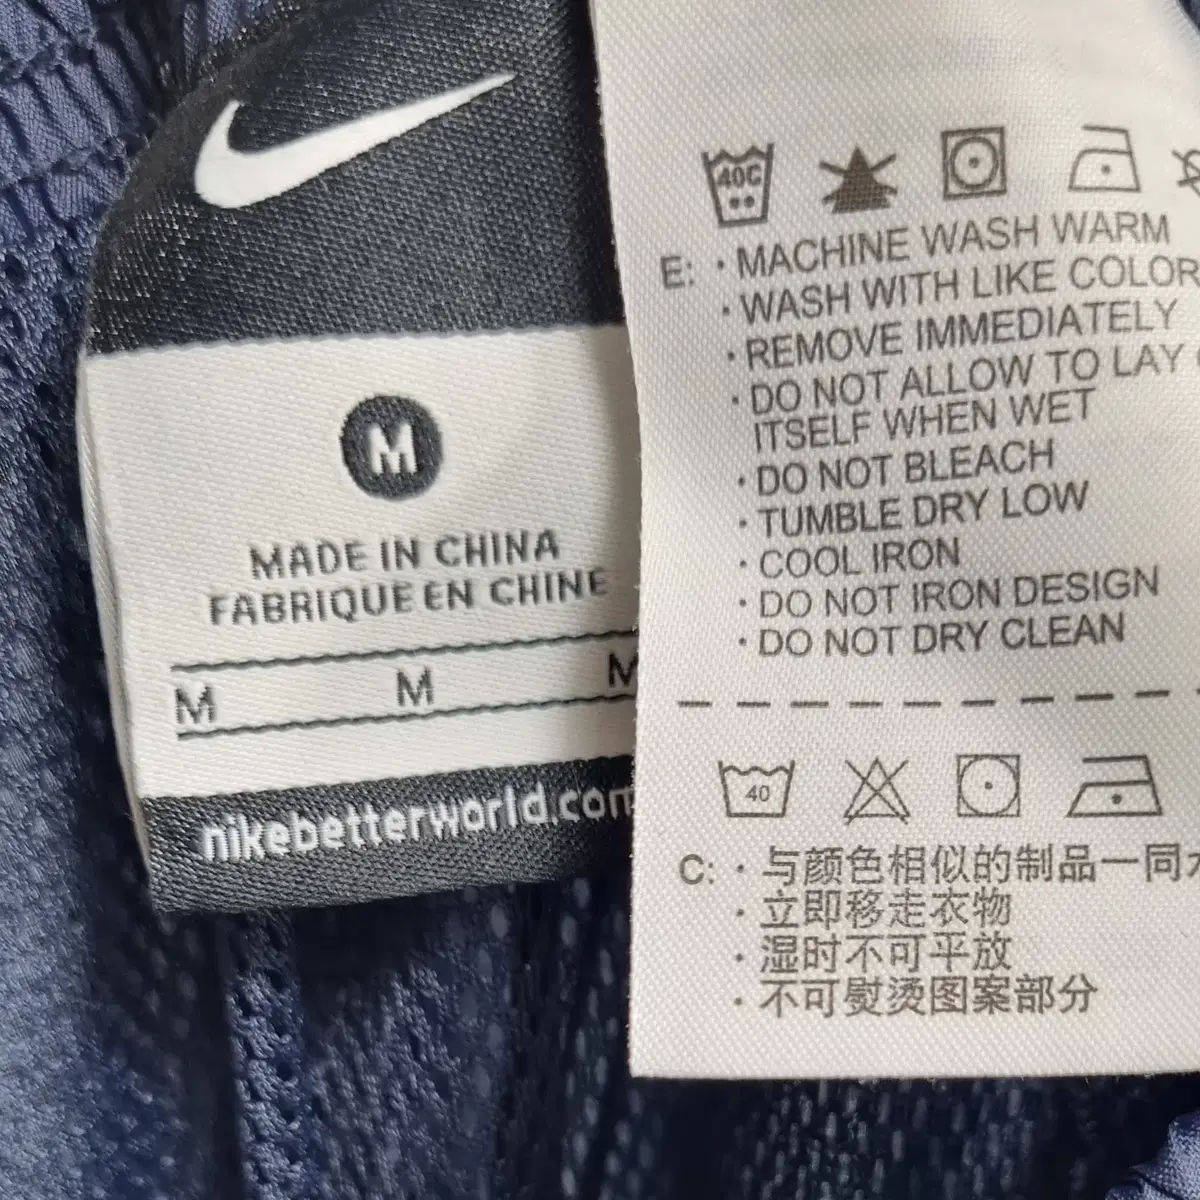 M
MADE IN CHINA
FABRIQUE EN CHINE
M M M
nikebetterworld.com
40C
E: · MACHINE WASH WARM
· WASH WITH LIKE COLOR
· REMOVE IMMEDIATELY
· DO NOT ALLOW TO LAY
ITSELF WHEN WET
· DO NOT BLEACH
· TUMBLE DRY LOW
· COOL IRON
· DO NOT IRON DESIGN
· DO NOT DRY CLEAN
40
C: · 与颜色相似的制品一同
· 立即移走衣物
· 湿时不可平放
· 不可熨烫图案部分